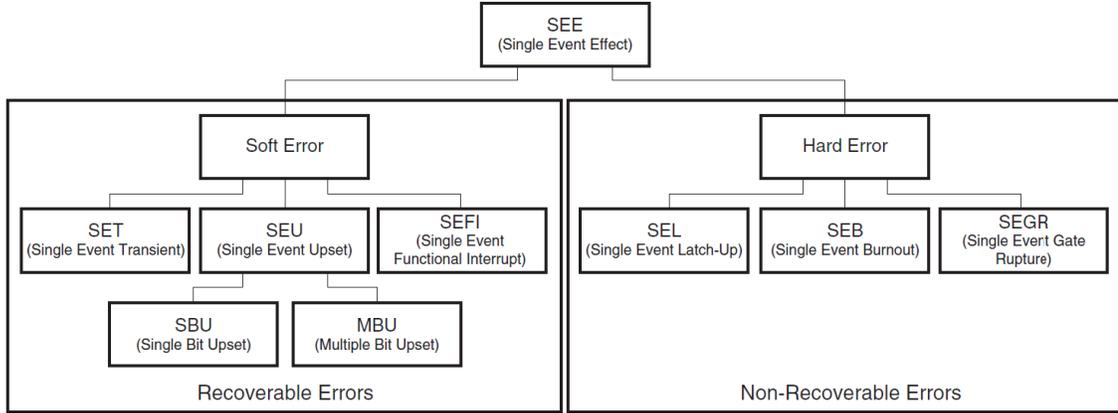 SEE
(Single Event Effect)
Soft Error
Hard Error
SET
(Single Event Transient)
SEU
(Single Event Upset)
SEFI
(Single Event
Functional Interrupt)
SEL
(Single Event Latch-Up)
SEB
(Single Event Burnout)
SEGR
(Single Event Gate
Rupture)
SBU
(Single Bit Upset)
MBU
(Multiple Bit Upset)
Recoverable Errors
Non-Recoverable Errors